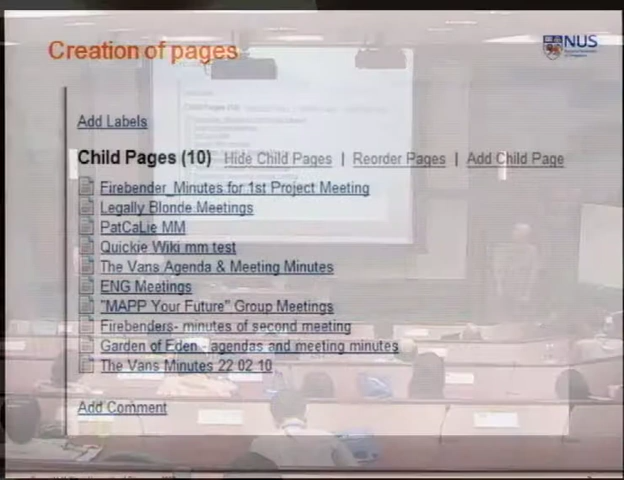 Creation of pages
NUS
Add Labels
Child Pages (10) Hide Child Pages | Reorder Pages | Add Child Page
Firebender_Minutes for 1st Project Meeting
Legally Blonde Meetings
PatCaLie MM
Quickie Wiki mm test
The Vans Agenda & Meeting Minutes
ENG Meetings
"MAPP Your Future" Group Meetings
Firebenders- minutes of second meeting
Garden of Eden - agendas and meeting minutes
The Vans Minutes 22 02 10
Add Comment